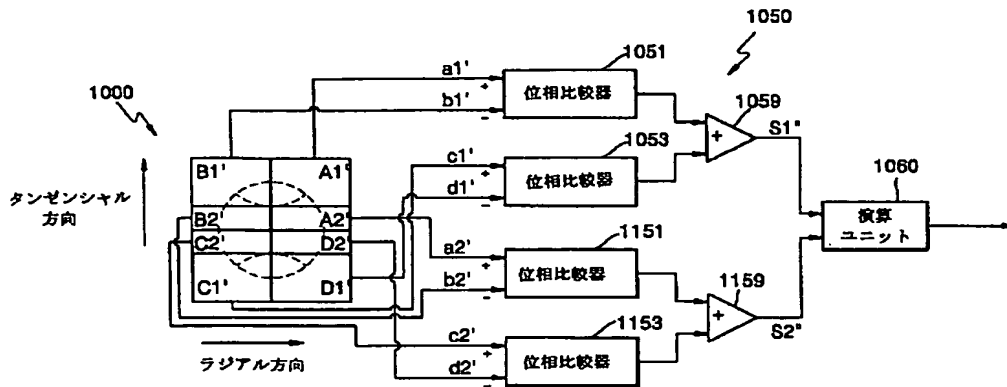 1050
1051
a1'
+
位相比較器
1000
b1'
-
1059
+
S1"
1053
c1'
+
位相比較器
1060
B1'
A1'
d1'
-
タンゼンシャル
方向
演算
ユニット
B2'
A2'
C2'
D2'
1151
a2'
+
位相比較器
C1'
D1'
b2'
-
1159
+
S2"
1153
c2'
+
位相比較器
ラジアル方向
d2'
-